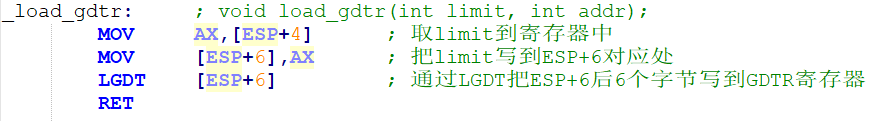 _load_gdtr:    ; void load_gdtr(int limit, int addr);
MOV    AX,[ESP+4]    ; 取limit到寄存器中
MOV    [ESP+6],AX    ; 把limit写到ESP+6对应处
LGDT    [ESP+6]    ; 通过LGDT把ESP+6后6个字节写到GDTR寄存器
RET